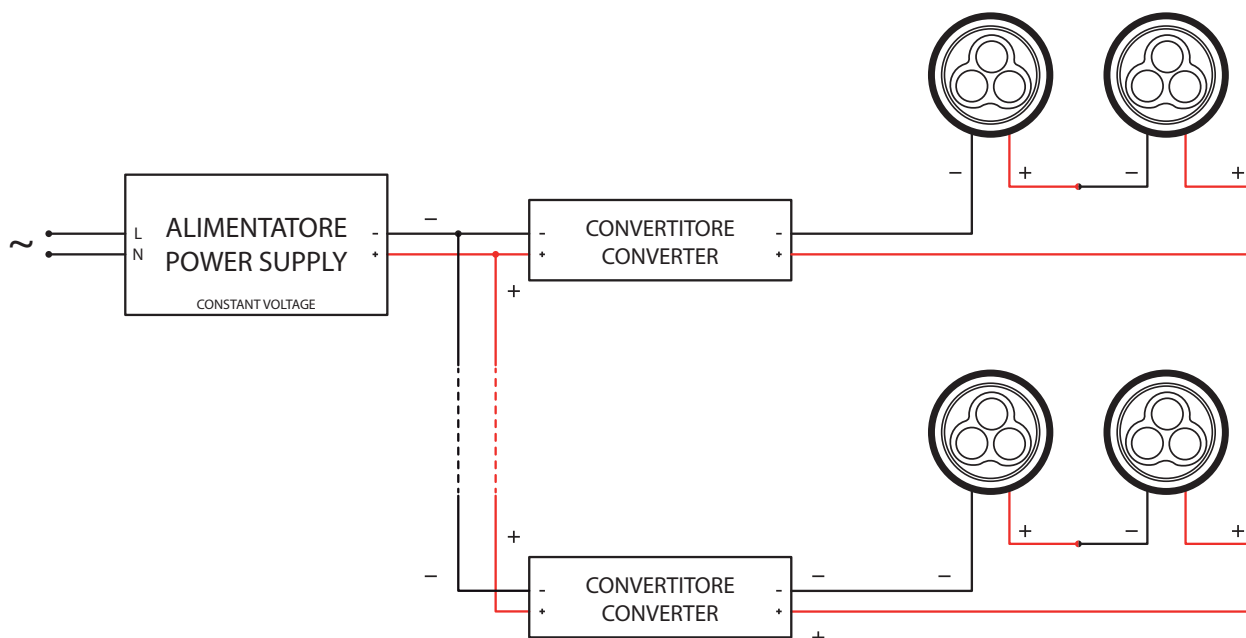 − + − +
~ L ALIMENTATORE - − - CONVERTITORE -
N POWER SUPPLY + + CONVERTER +
CONSTANT VOLTAGE
+
+ + − +
− - CONVERTITORE - − −
+ CONVERTER +
+